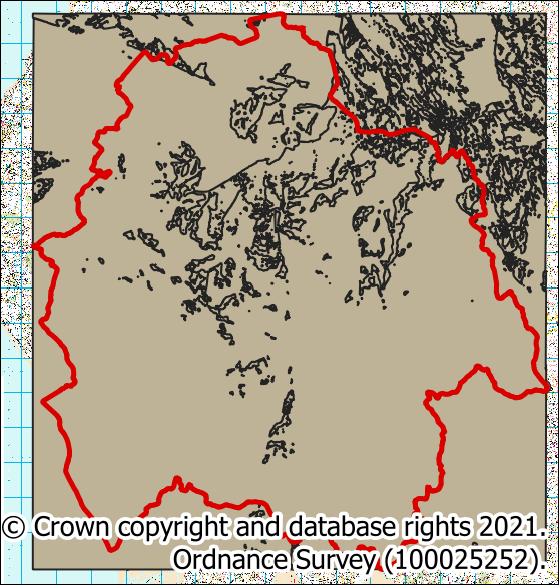 © Crown copyright and database rights 2021.
Ordnance Survey (100025252).